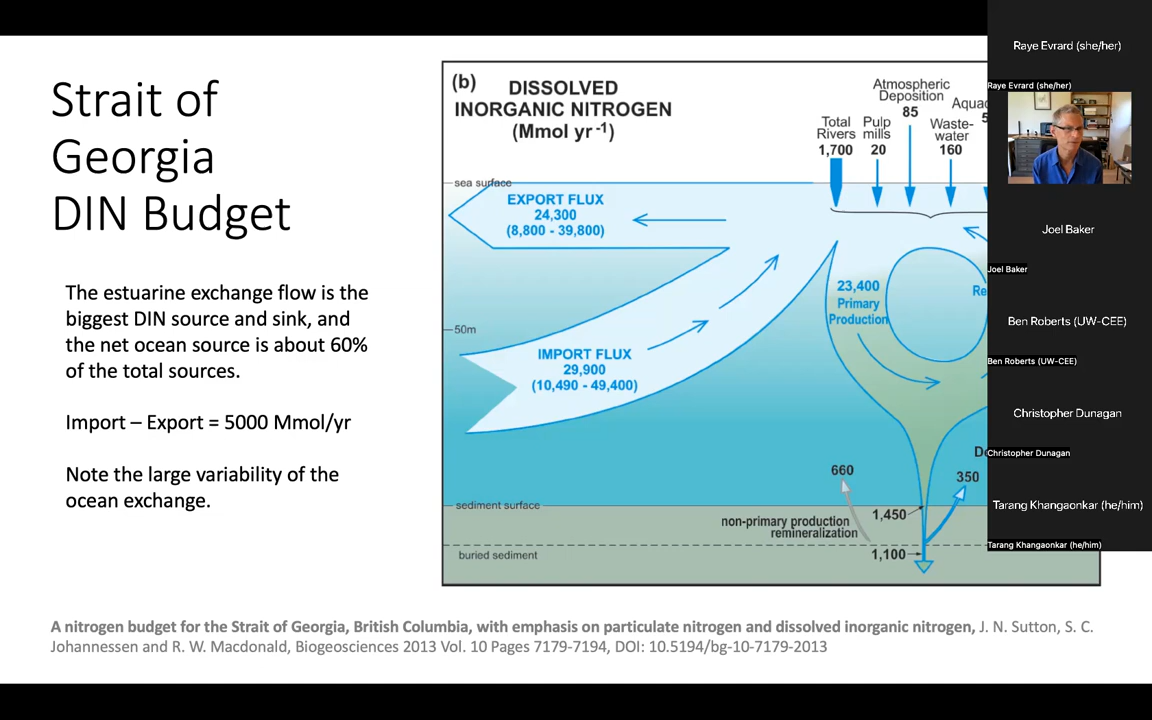 Strait of
Georgia
DIN Budget
The estuarine exchange flow is the
biggest DIN source and sink, and
the net ocean source is about 60%
of the total sources.
Import – Export = 5000 Mmol/yr
Note the large variability of the
ocean exchange.
(b) DISSOLVED
INORGANIC NITROGEN
(Mmol yr-1)
Atmospheric
Deposition
85
Total
Rivers
1,700
Pulp
mills
20
Waste-
water
160
sea surface
EXPORT FLUX
24,300
(8,800 - 39,800)
50m
IMPORT FLUX
29,900
(10,490 - 49,400)
23,400
Primary
Production
660
350
sediment surface
1,450
non-primary production
remineralization
buried sediment
1,100
A nitrogen budget for the Strait of Georgia, British Columbia, with emphasis on particulate nitrogen and dissolved inorganic nitrogen, J. N. Sutton, S. C.
Johannessen and R. W. Macdonald, Biogeosciences 2013 Vol. 10 Pages 7179-7194, DOI: 10.5194/bg-10-7179-2013
Raye Evrard (she/her)
Raye Evrard (she/her)
Joel Baker
Joel Baker
Ben Roberts (UW-CEE)
Ben Roberts (UW-CEE)
Christopher Dunagan
Christopher Dunagan
Tarang Khangaonkar (he/him)
Tarang Khangaonkar (he/him)